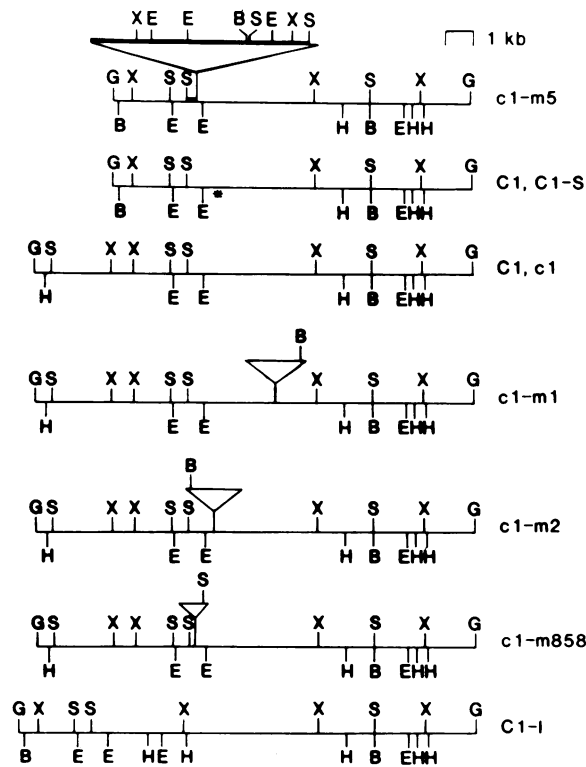 X E E B S E X S
1 kb
G X S S X S X G
c1-m5
B E E H B E H H
G X S S X S X G
C1, C1-S
B E E * H B E H H
G S X X S S X S X G
C1, c1
H E E H B E H H
B
G S X X S S X S X G
c1-m1
H E E H B E H H
B
G S X X S S X S X G
c1-m2
H E E H B E H H
S
G S X X S S X S X G
c1-m858
H E E H B E H H
G X S S X X S X G
C1-I
B E E H E H H B E H H